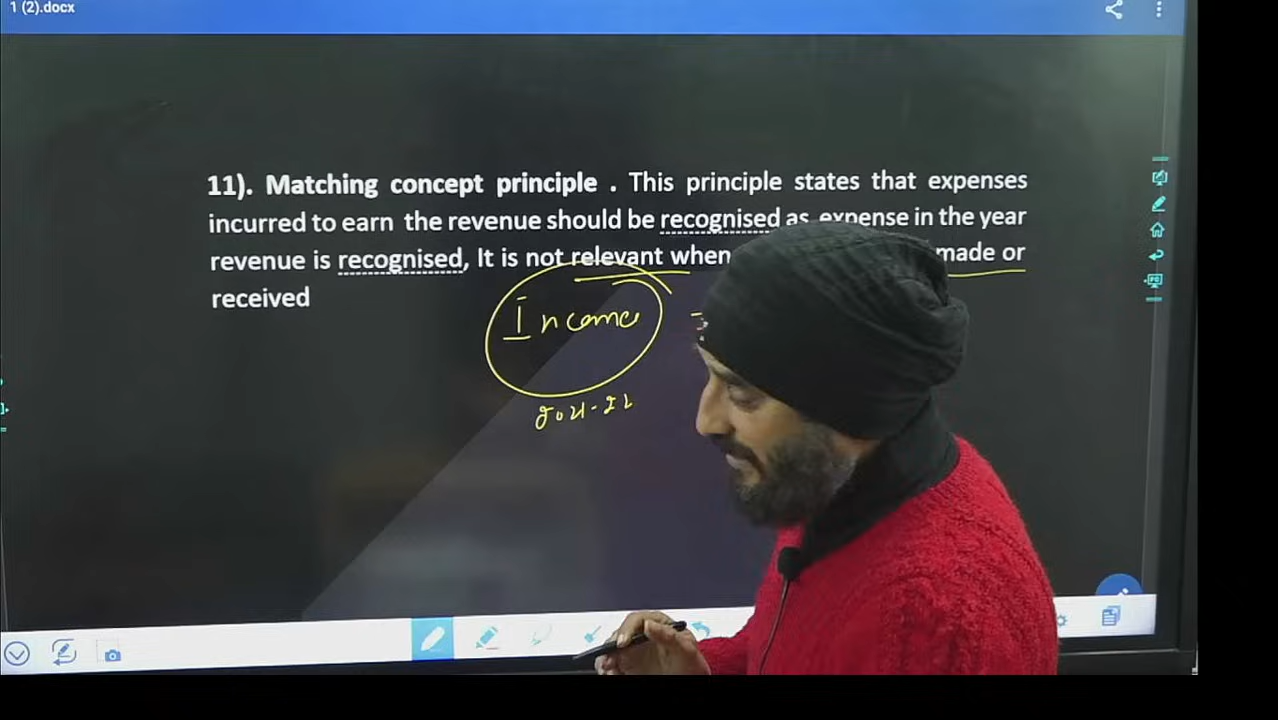 1 (2).docx
11). Matching concept principle . This principle states that expenses
incurred to earn the revenue should be recognised as expense in the year
revenue is recognised, It is not relevant when made or
received
Income
2021-22